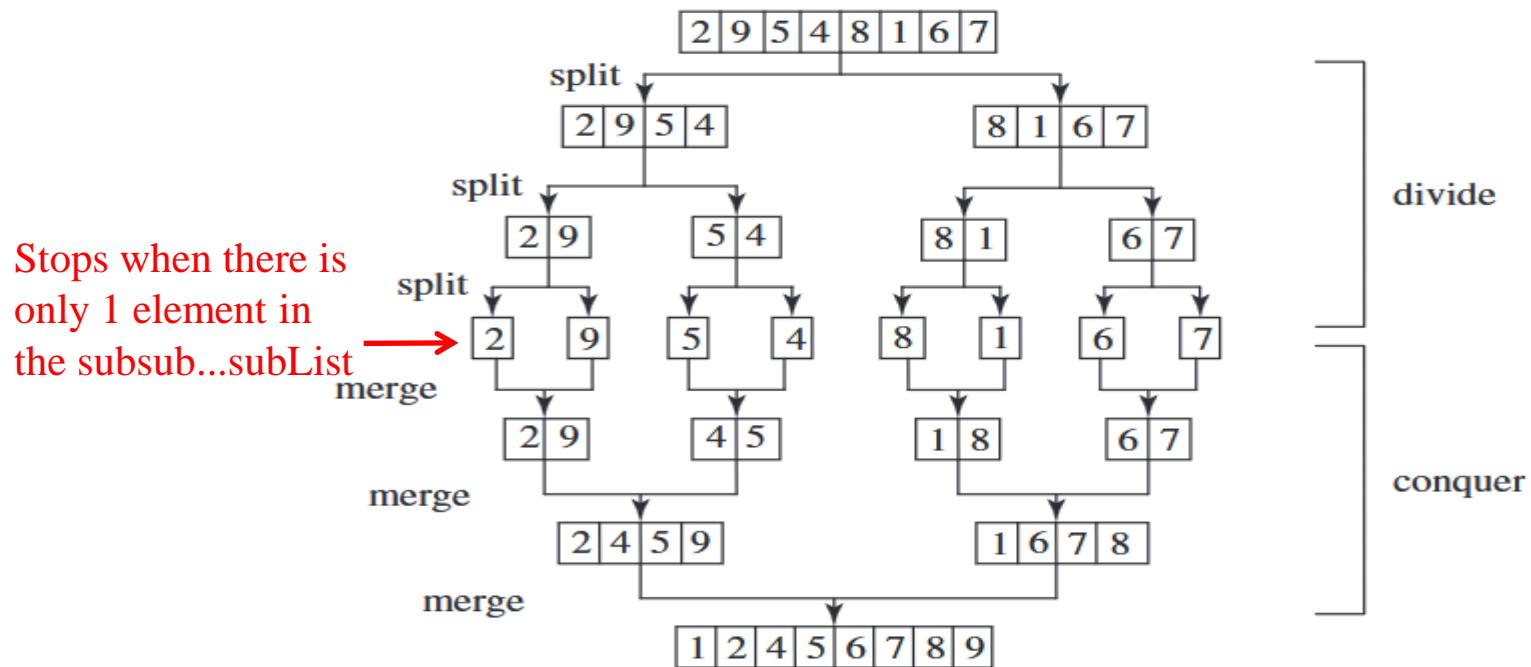 2 9 5 4 8 1 6 7
split
2 9 5 4 8 1 6 7
split
divide
2 9 5 4 8 1 6 7
Stops when there is
only 1 element in
the subsub...subList
split
2 9 5 4 8 1 6 7
merge
2 9 4 5 1 8 6 7
merge
conquer
2 4 5 9 1 6 7 8
merge
1 2 4 5 6 7 8 9